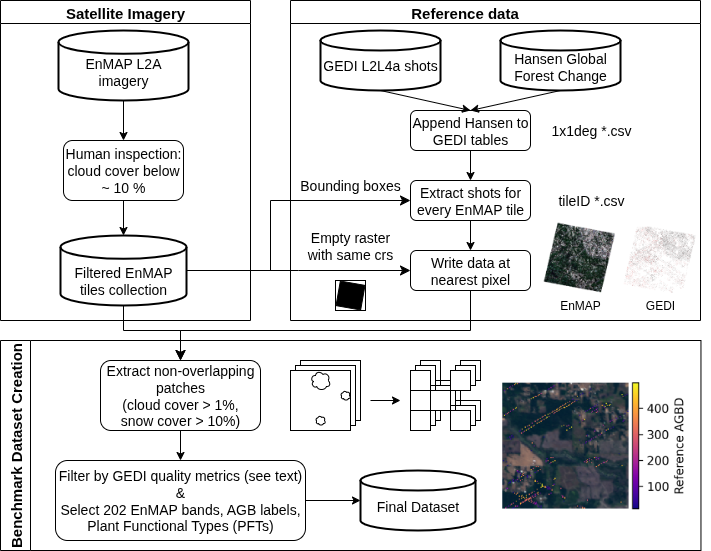 Satellite Imagery
EnMAP L2A
imagery
Human inspection:
cloud cover below
~ 10 %
Filtered EnMAP
tiles collection
Reference data
GEDI L2L4a shots
Hansen Global
Forest Change
Append Hansen to
GEDI tables
1x1deg *.csv
Bounding boxes
Extract shots for
every EnMAP tile
tileID *.csv
Empty raster
with same crs
Write data at
nearest pixel
EnMAP
GEDI
Benchmark Dataset Creation
Extract non-overlapping
patches
(cloud cover > 1%,
snow cover > 10%)
Filter by GEDI quality metrics (see text)
&
Select 202 EnMAP bands, AGB labels,
Plant Functional Types (PFTs)
Final Dataset
400
300
200
100
Reference AGBD